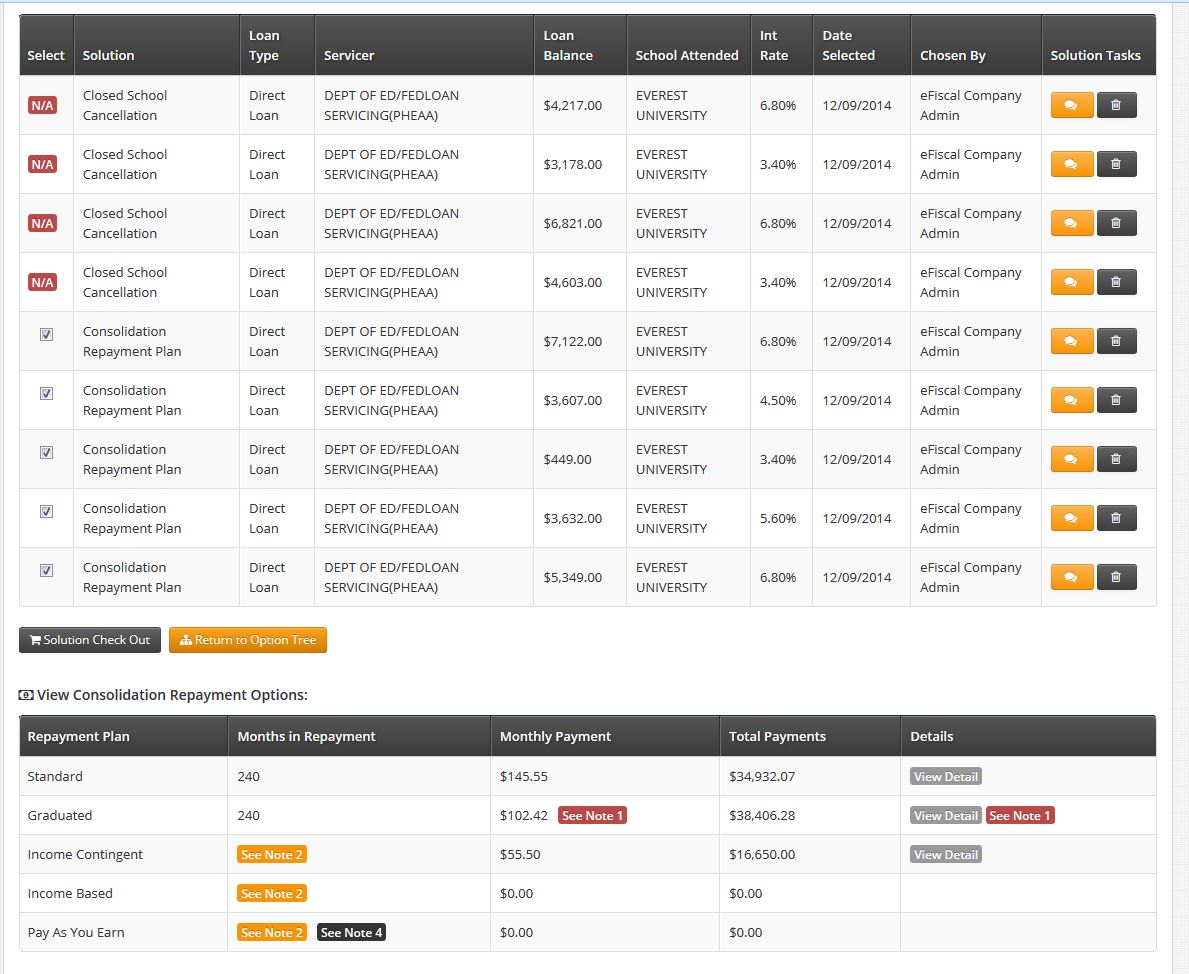 Select Solution Loan Type Servicer Loan Balance School Attended Int Rate Date Selected Chosen By Solution Tasks
N/A Closed School Cancellation Direct Loan DEPT OF ED/FEDLOAN SERVICING(PHEAA) $4,217.00 EVEREST UNIVERSITY 6.80% 12/09/2014 eFiscal Company Admin
N/A Closed School Cancellation Direct Loan DEPT OF ED/FEDLOAN SERVICING(PHEAA) $3,178.00 EVEREST UNIVERSITY 3.40% 12/09/2014 eFiscal Company Admin
N/A Closed School Cancellation Direct Loan DEPT OF ED/FEDLOAN SERVICING(PHEAA) $6,821.00 EVEREST UNIVERSITY 6.80% 12/09/2014 eFiscal Company Admin
N/A Closed School Cancellation Direct Loan DEPT OF ED/FEDLOAN SERVICING(PHEAA) $4,603.00 EVEREST UNIVERSITY 3.40% 12/09/2014 eFiscal Company Admin
Consolidation Repayment Plan Direct Loan DEPT OF ED/FEDLOAN SERVICING(PHEAA) $7,122.00 EVEREST UNIVERSITY 6.80% 12/09/2014 eFiscal Company Admin
Consolidation Repayment Plan Direct Loan DEPT OF ED/FEDLOAN SERVICING(PHEAA) $3,607.00 EVEREST UNIVERSITY 4.50% 12/09/2014 eFiscal Company Admin
Consolidation Repayment Plan Direct Loan DEPT OF ED/FEDLOAN SERVICING(PHEAA) $449.00 EVEREST UNIVERSITY 3.40% 12/09/2014 eFiscal Company Admin
Consolidation Repayment Plan Direct Loan DEPT OF ED/FEDLOAN SERVICING(PHEAA) $3,632.00 EVEREST UNIVERSITY 5.60% 12/09/2014 eFiscal Company Admin
Consolidation Repayment Plan Direct Loan DEPT OF ED/FEDLOAN SERVICING(PHEAA) $5,349.00 EVEREST UNIVERSITY 6.80% 12/09/2014 eFiscal Company Admin
Solution Check Out Return to Option Tree
View Consolidation Repayment Options:
Repayment Plan Months in Repayment Monthly Payment Total Payments Details
Standard 240 $145.55 $34,932.07 View Detail
Graduated 240 $102.42 See Note 1 $38,406.28 View Detail See Note 1
Income Contingent See Note 2 $55.50 $16,650.00 View Detail
Income Based See Note 2 $0.00 $0.00
Pay As You Earn See Note 2 See Note 4 $0.00 $0.00